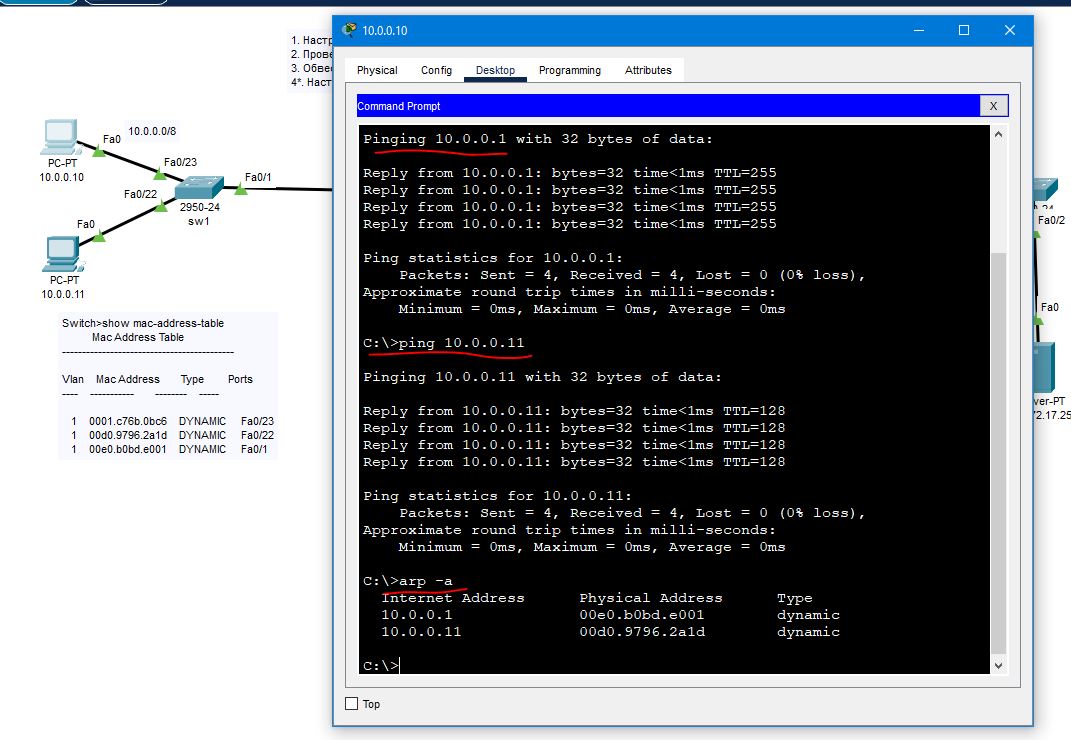 10.0.0.10
Physical Config Desktop Programming Attributes
Command Prompt
X
Pinging 10.0.0.1 with 32 bytes of data:
Reply from 10.0.0.1: bytes=32 time<1ms TTL=255
Reply from 10.0.0.1: bytes=32 time<1ms TTL=255
Reply from 10.0.0.1: bytes=32 time<1ms TTL=255
Reply from 10.0.0.1: bytes=32 time<1ms TTL=255
Ping statistics for 10.0.0.1:
Packets: Sent = 4, Received = 4, Lost = 0 (0% loss),
Approximate round trip times in milli-seconds:
Minimum = 0ms, Maximum = 0ms, Average = 0ms
C:\>ping 10.0.0.11
Pinging 10.0.0.11 with 32 bytes of data:
Reply from 10.0.0.11: bytes=32 time<1ms TTL=128
Reply from 10.0.0.11: bytes=32 time<1ms TTL=128
Reply from 10.0.0.11: bytes=32 time<1ms TTL=128
Reply from 10.0.0.11: bytes=32 time<1ms TTL=128
Ping statistics for 10.0.0.11:
Packets: Sent = 4, Received = 4, Lost = 0 (0% loss),
Approximate round trip times in milli-seconds:
Minimum = 0ms, Maximum = 0ms, Average = 0ms
C:\>arp -a
Internet Address Physical Address Type
10.0.0.1 00e0.b0bd.e001 dynamic
10.0.0.11 00d0.9796.2a1d dynamic
C:\>
Top
1. Настр
2. Прове
3. Обвес
4*. Наст
Fa0
10.0.0.0/8
PC-PT
10.0.0.10
Fa0/23
Fa0/22
Fa0/1
2950-24
sw1
Fa0
PC-PT
10.0.0.11
Switch>show mac-address-table
Mac Address Table
-------------------------------------------
Vlan Mac Address Type Ports
---- ----------- -------- -----
1 0001.c76b.0bc6 DYNAMIC Fa0/23
1 00d0.9796.2a1d DYNAMIC Fa0/22
1 00e0.b0bd.e001 DYNAMIC Fa0/1
Fa0/2
Fa0
ver-PT
2.17.25